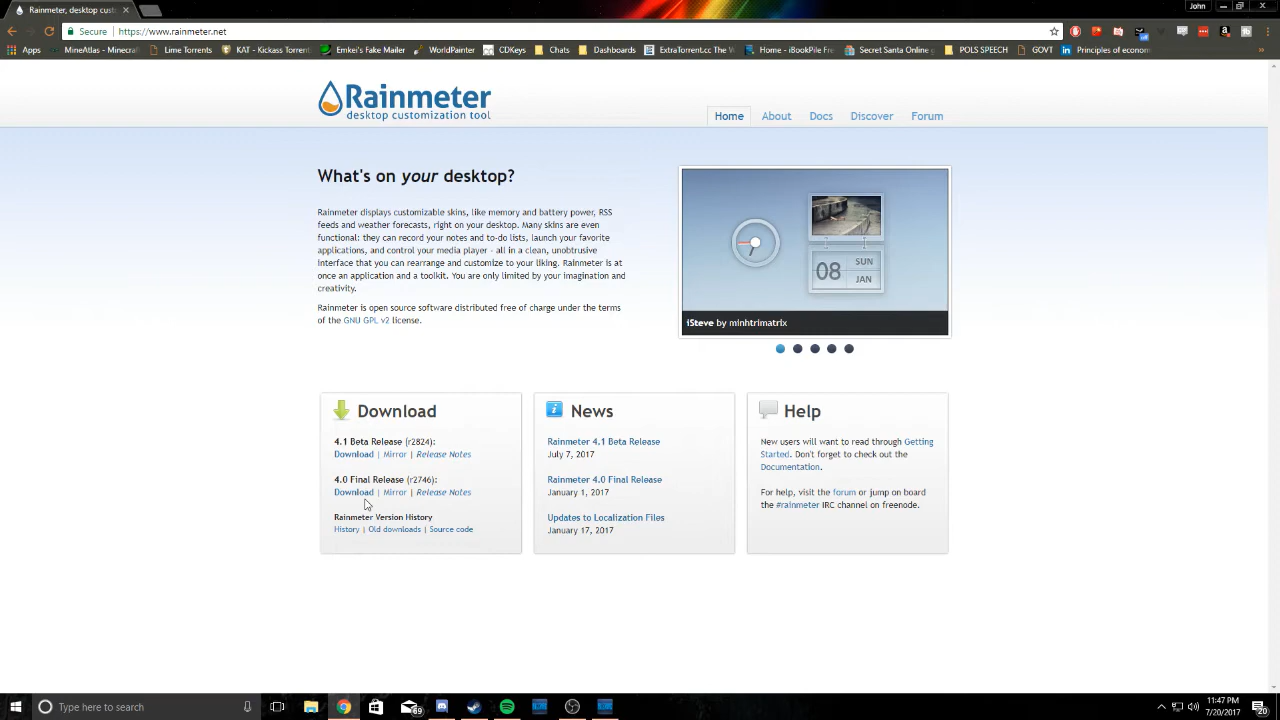 Rainmeter, desktop cust
John
Secure
https://www.rainmeter.net
Apps
MineAtlas - Minecraf
Lime Torrents
KAT - Kickass Torrent
Emkei's Fake Mailer
WorldPainter
CDKeys
Chats
Dashboards
ExtraTorrent.cc The W
Home - iBookPile Fre
Secret Santa Online g
POLS SPEECH
GOVT
Principles of econom
Rainmeter
desktop customization tool
Home
About
Docs
Discover
Forum
What's on your desktop?
Rainmeter displays customizable skins, like memory and battery power, RSS
feeds and weather forecasts, right on your desktop. Many skins are even
functional: they can record your notes and to-do lists, launch your favorite
applications, and control your media player - all in a clean, unobtrusive
interface that you can rearrange and customize to your liking. Rainmeter is at
once an application and a toolkit. You are only limited by your imagination and
creativity.
Rainmeter is open source software distributed free of charge under the terms
of the GNU GPL v2 license.
08
SUN
JAN
iSteve by minhtrimatrix
Download
4.1 Beta Release (r2824):
Download | Mirror | Release Notes
4.0 Final Release (r2746):
Download | Mirror | Release Notes
Rainmeter Version History
History | Old downloads | Source code
News
Rainmeter 4.1 Beta Release
July 7, 2017
Rainmeter 4.0 Final Release
January 1, 2017
Updates to Localization Files
January 17, 2017
Help
New users will want to read through Getting
Started. Don't forget to check out the
Documentation.
For help, visit the forum or jump on board
the #rainmeter IRC channel on freenode.
Type here to search
69
11:47 PM
7/20/2017
20